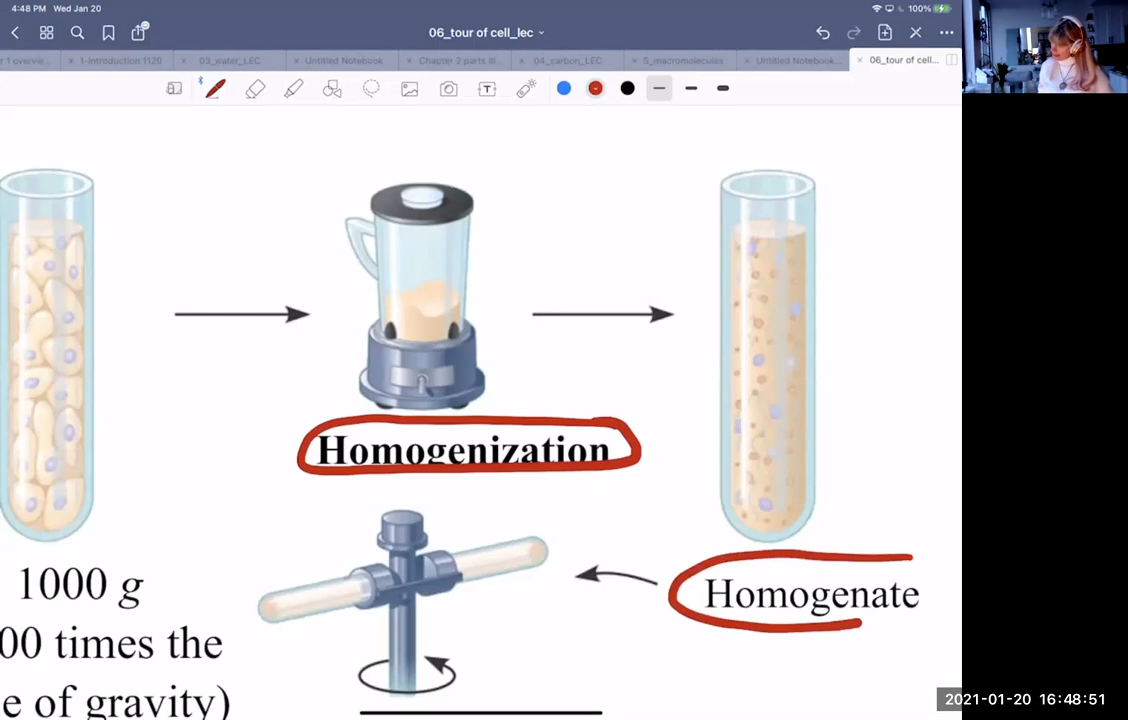 4:48 PM Wed Jan 20
100%
06_tour of cell_lec
1-introduction 1120
03_water_LEC
Untitled Notebook
04_carbon_LEC
5_macromolecules
Untitled Notebook...
06_tour of cell...
T
Homogenization
Homogenate
1000 g
00 times the
e of gravity)
2021-01-20 16:48:51